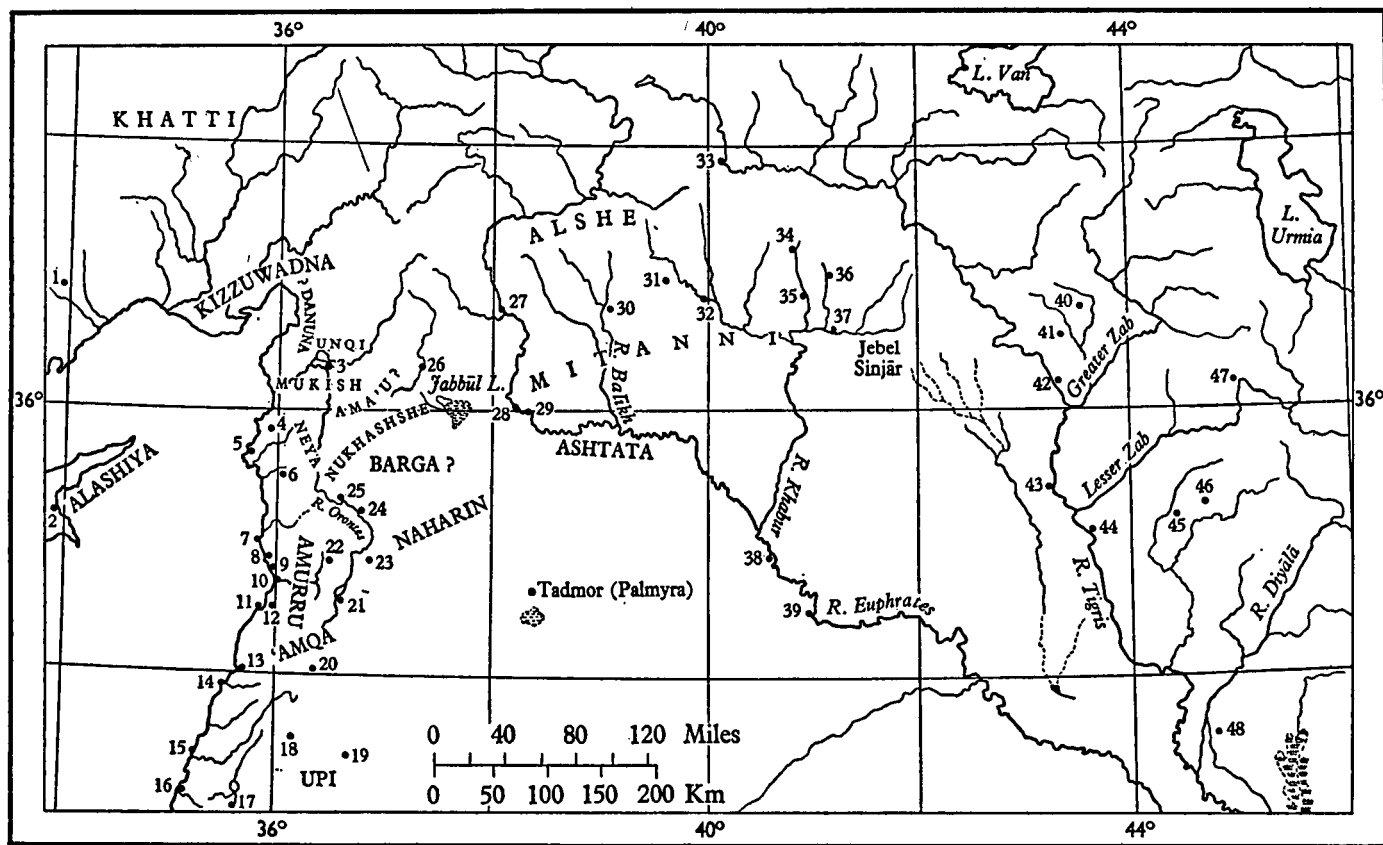 36° 40° 44°
L. Van
KHATTI
33
ALSHE
L.
Urmia
34
1
KIZZUWADNA
31
36
? DANUNA
27
30
32
35
40
UNQI
37
41
3
MITANNI
Jebel
Sinjār
Greater Zab
26
R. Balikh
MUKISH
Jabbūl L.
42
47
36°
AMA'U?
28
29
36°
4
NEYA
NUKHASHSHE
5
ASHTATA
BARGA ?
Lesser Zab
6
R. Khabur
43
46
ALASHIYA
25
2
R. Orontes
24
NAHARIN
45
44
7
8
9
22
23
38
AMURRU
10
Tadmor (Palmyra)
R. Tigris
R. Diyālā
11
12
21
39
R. Euphrates
AMQA
13
20
14
0 40 80 120 Miles
18
15
19
48
UPI
16
0 50 100 150 200 Km
17
36° 40° 44°